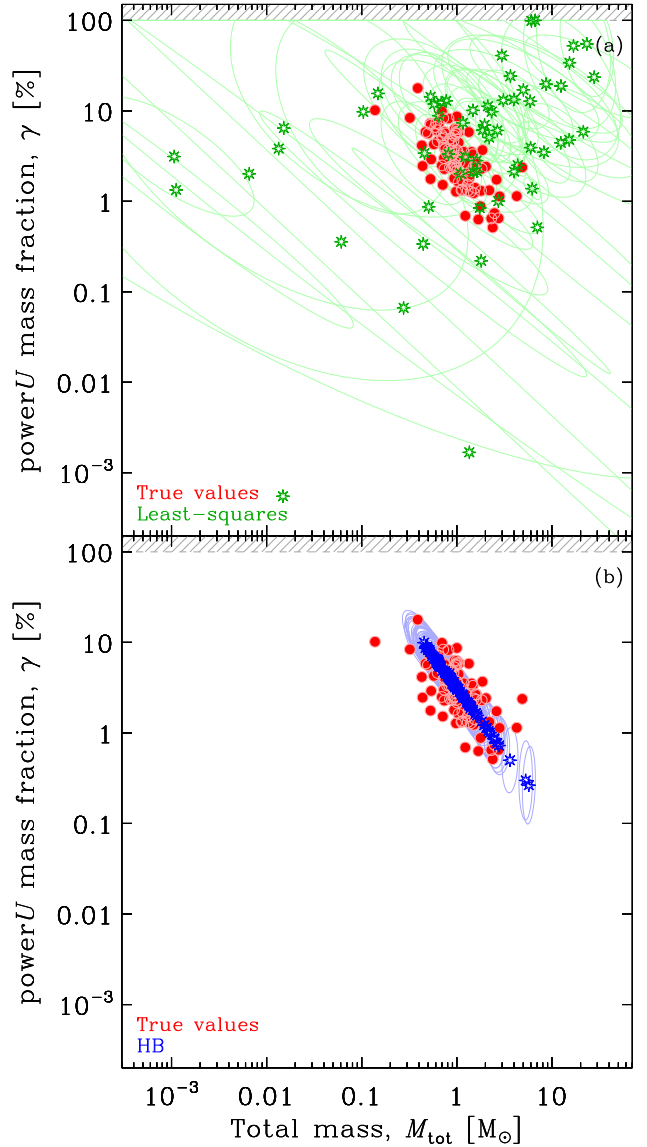 100
(a)
10
1
0.1
0.01
10⁻³
powerU mass fraction, γ [%]
True values
Least−squares
100
(b)
10
1
0.1
0.01
10⁻³
powerU mass fraction, γ [%]
True values
HB
10⁻³ 0.01 0.1 1 10
Total mass, M_tot [M_⊙]